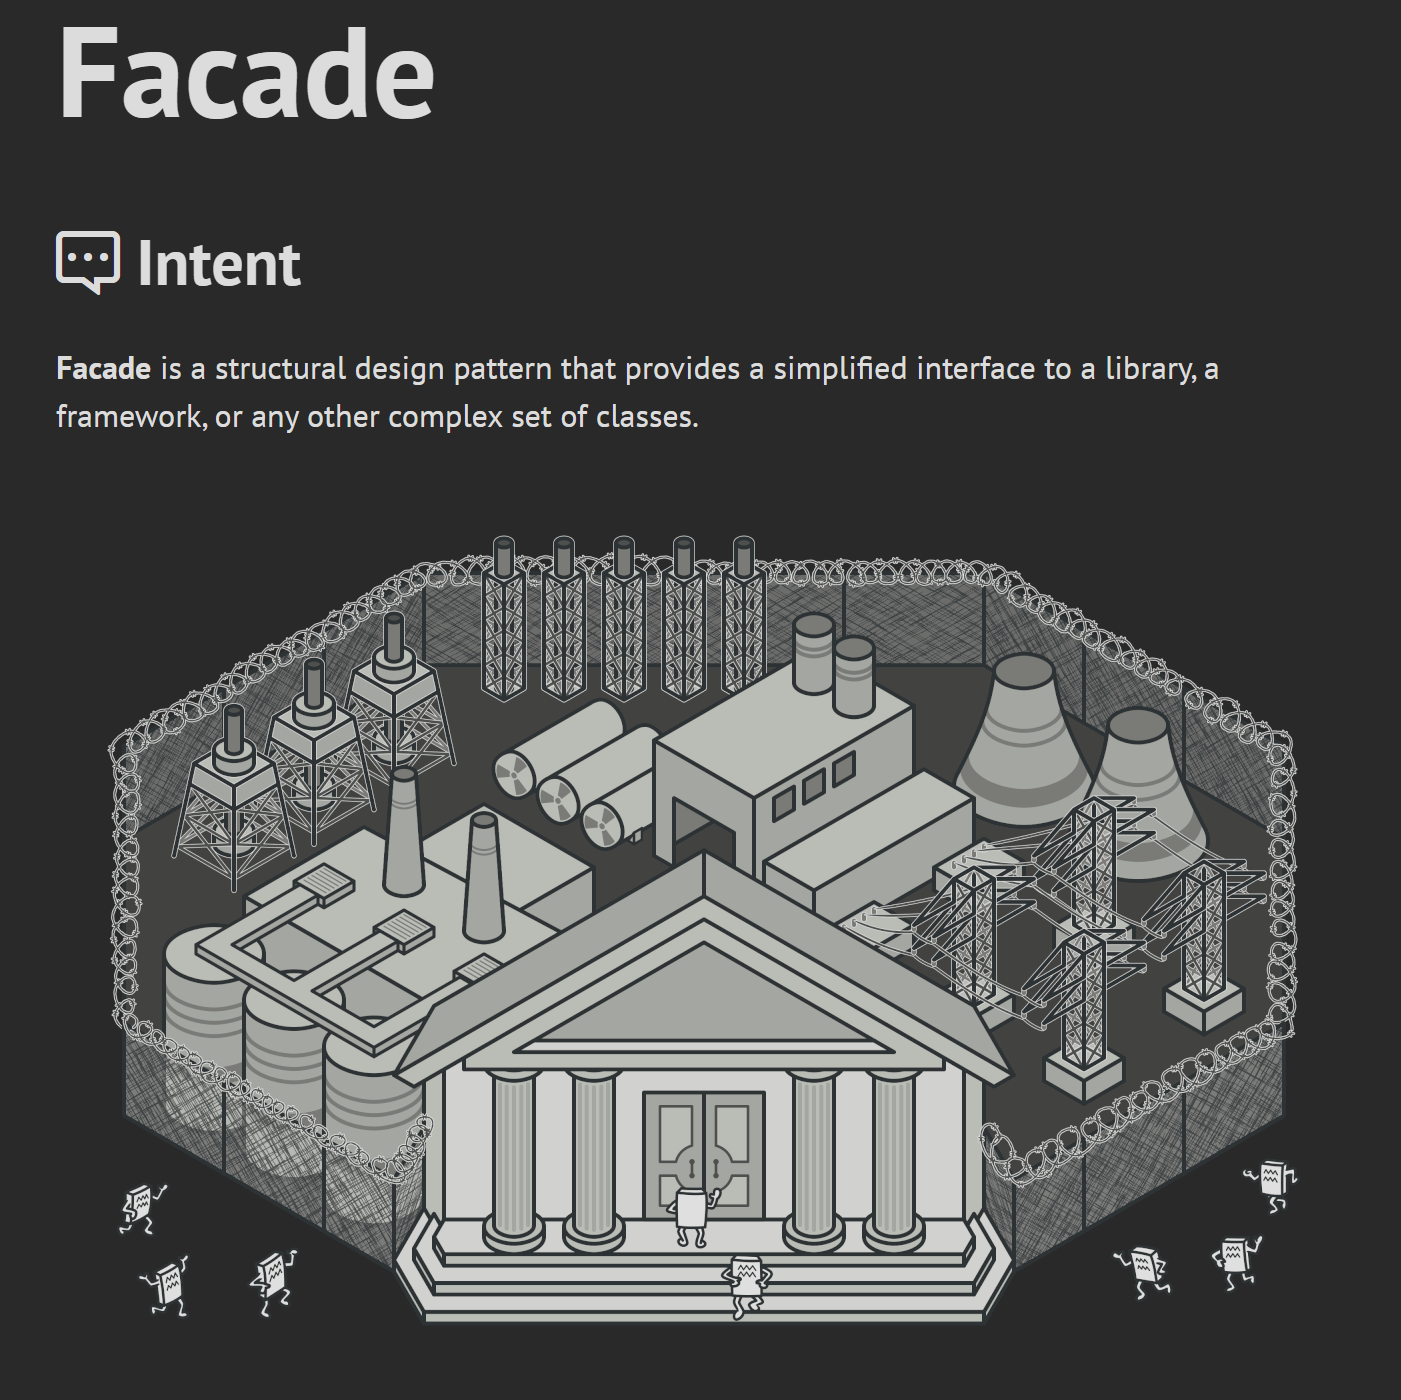 Facade
Intent
Facade is a structural design pattern that provides a simplified interface to a library, a
framework, or any other complex set of classes.